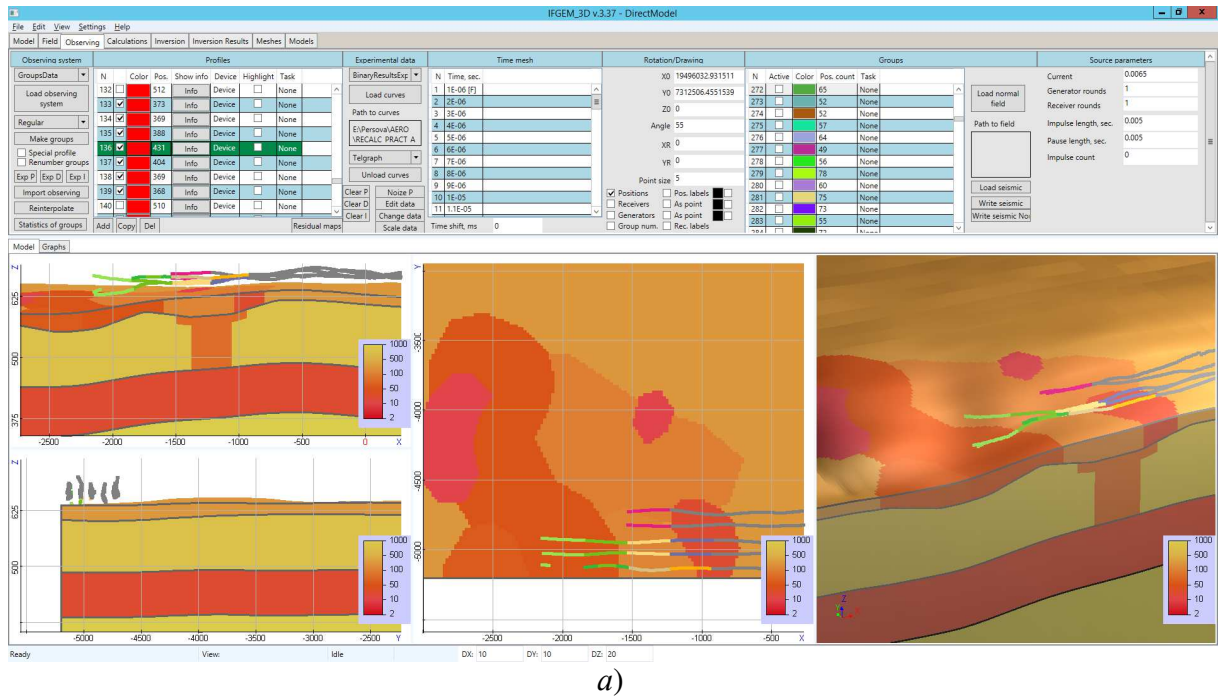 IFGEM_3D v.3.37 - DirectModel
File Edit View Settings Help
Model Field Observing Calculations Inversion Inversion Results Meshes Models
Observing system Profiles Experimental data Time mesh Rotation/Drawing Groups Source parameters
GroupsData
Load observing system
Regular
Make groups
Special profile
Renumber groups
Exp P Exp D Exp I
Import observing
Reinterpolate
Statistics of groups
N Color Pos. Show info Device Highlight Task
132 512 Info Device None
133 373 Info Device None
134 369 Info Device None
135 388 Info Device None
136 431 Info Device None
137 404 Info Device None
138 369 Info Device None
139 368 Info Device None
140 510 Info Device None
Add Copy Del Residual maps
BinaryResultsExp
Load curves
Path to curves
E:\Persova\AERO
\RECALC PRACT A
Telgraph
Unload curves
Clear P Noize P
Clear D Edit data
Clear I Change data
Scale data
N Time, sec.
1 1E-06 [F]
2 2E-06
3 3E-06
4 4E-06
5 5E-06
6 6E-06
7 7E-06
8 8E-06
9 9E-06
10 1E-05
11 1.1E-05
Time shift, ms 0
X0 19496032.931511
Y0 7312506.4551539
Z0 0
Angle 55
XR 0
YR 0
Point size 5
Positions Pos. labels
Receivers As point
Generators As point
Group num. Rec. labels
N Active Color Pos. count Task
272 65 None
273 52 None
274 52 None
275 57 None
276 64 None
277 49 None
278 56 None
279 78 None
280 60 None
281 75 None
282 73 None
283 55 None
284 72 None
Load normal field
Path to field
Load seismic
Write seismic
Write seismic Nor
Current 0.0065
Generator rounds 1
Receiver rounds 1
Impulse length, sec. 0.005
Pause length, sec. 0.005
Impulse count 0
Model Graphs
Z
625
500
375
-2500 -2000 -1500 -1000 -500 0 X
1000
500
100
50
10
2
Z
625
500
-5000 -4500 -4000 -3500 -3000 Y
1000
500
100
50
10
2
Y
-3500
-4000
-4500
-5000
-2500 -2000 -1500 -1000 -500 X
1000
500
100
50
10
2
Z
Y
X
1000
500
100
50
10
2
Ready View: Idle DX: 10 DY: 10 DZ: 20
a)